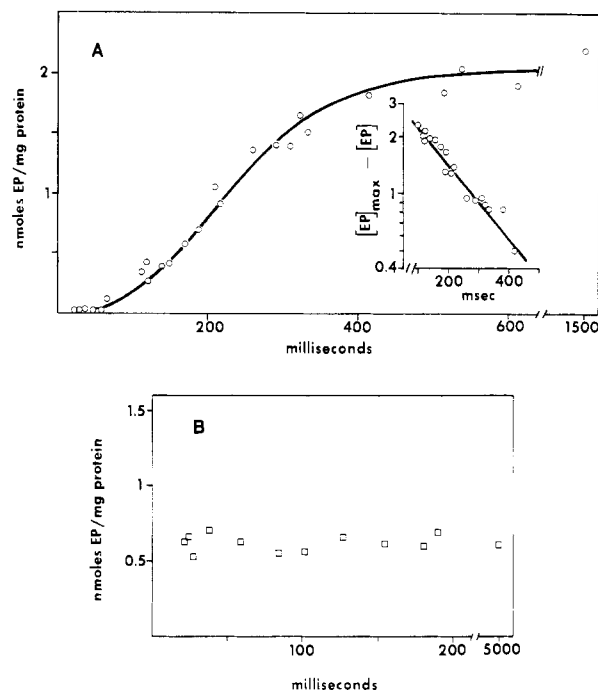 A
nmoles EP/mg protein
2
1
200
400
600
1500
milliseconds
[EP]max − [EP]
3
2
1
0.4
200
400
msec
B
nmoles EP/mg protein
1.5
1
0.5
100
200
5000
milliseconds